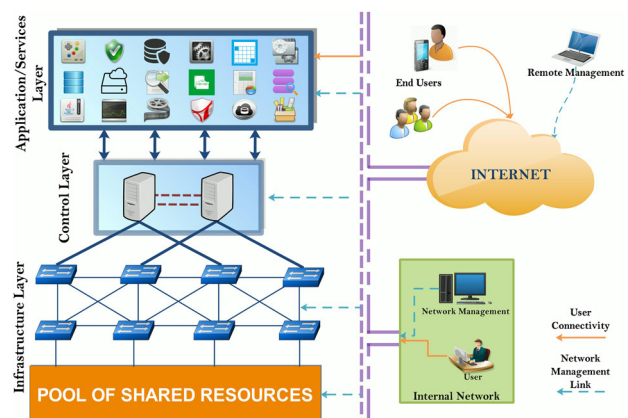 Application/Services
Layer
Control Layer
Infrastructure Layer
POOL OF SHARED RESOURCES
End Users
Remote Management
INTERNET
Network Management
User
Internal Network
User
Connectivity
Network
Management
Link